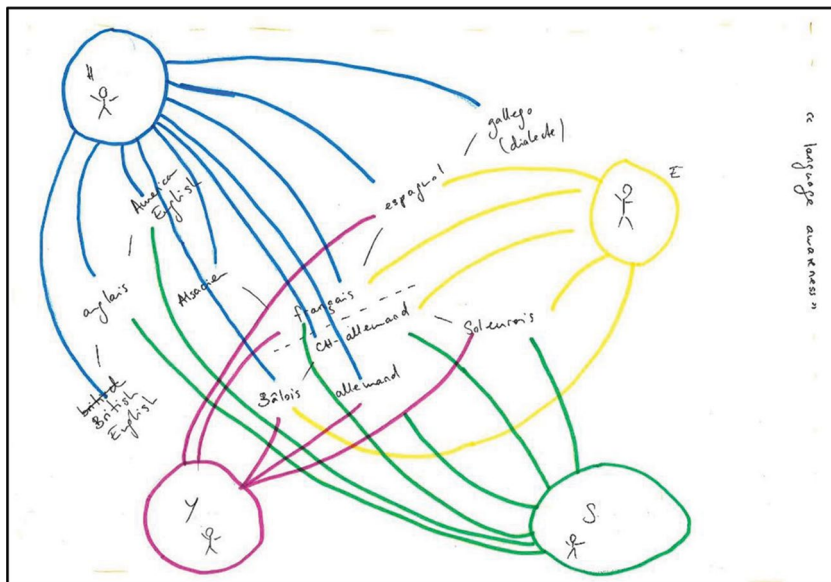 H
gallego
(dialecte)
« language awareness »
E
espagnol
American
English
Alsacien
anglais
français
CH-allemand
Soleurois
Bâlois
allemand
british
British
English
Y
S